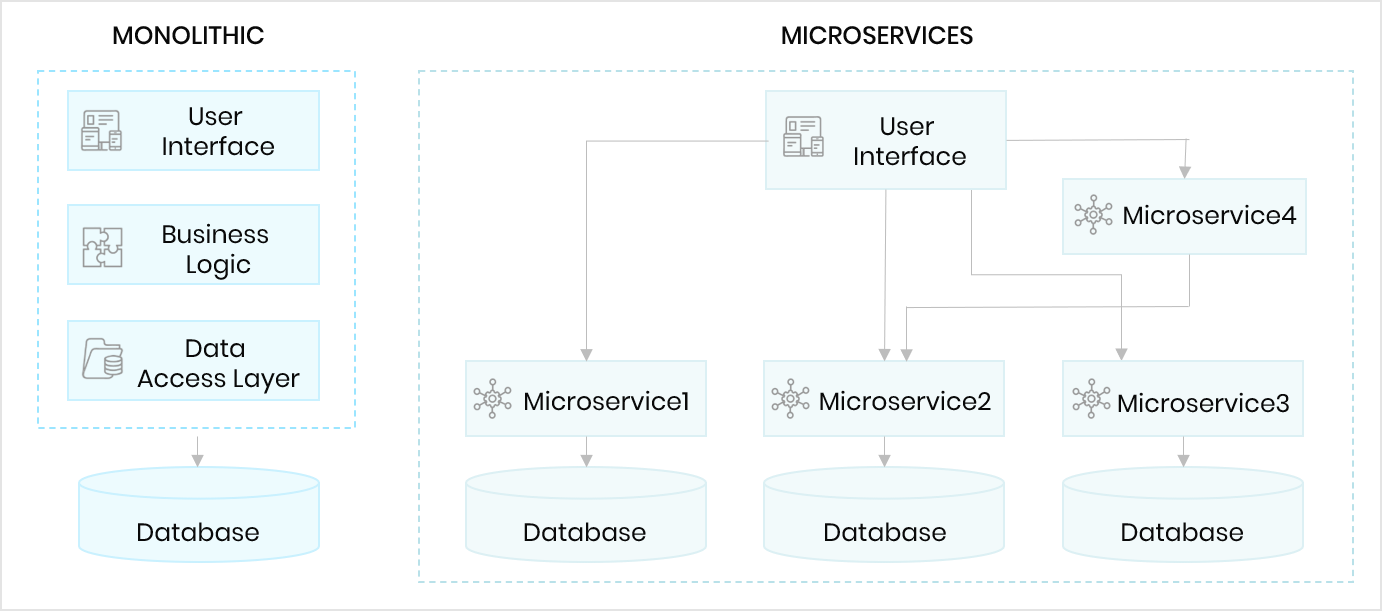 MONOLITHIC
User
Interface
Business
Logic
Data
Access Layer
Database
MICROSERVICES
User
Interface
Microservice4
Microservice1
Microservice2
Microservice3
Database
Database
Database